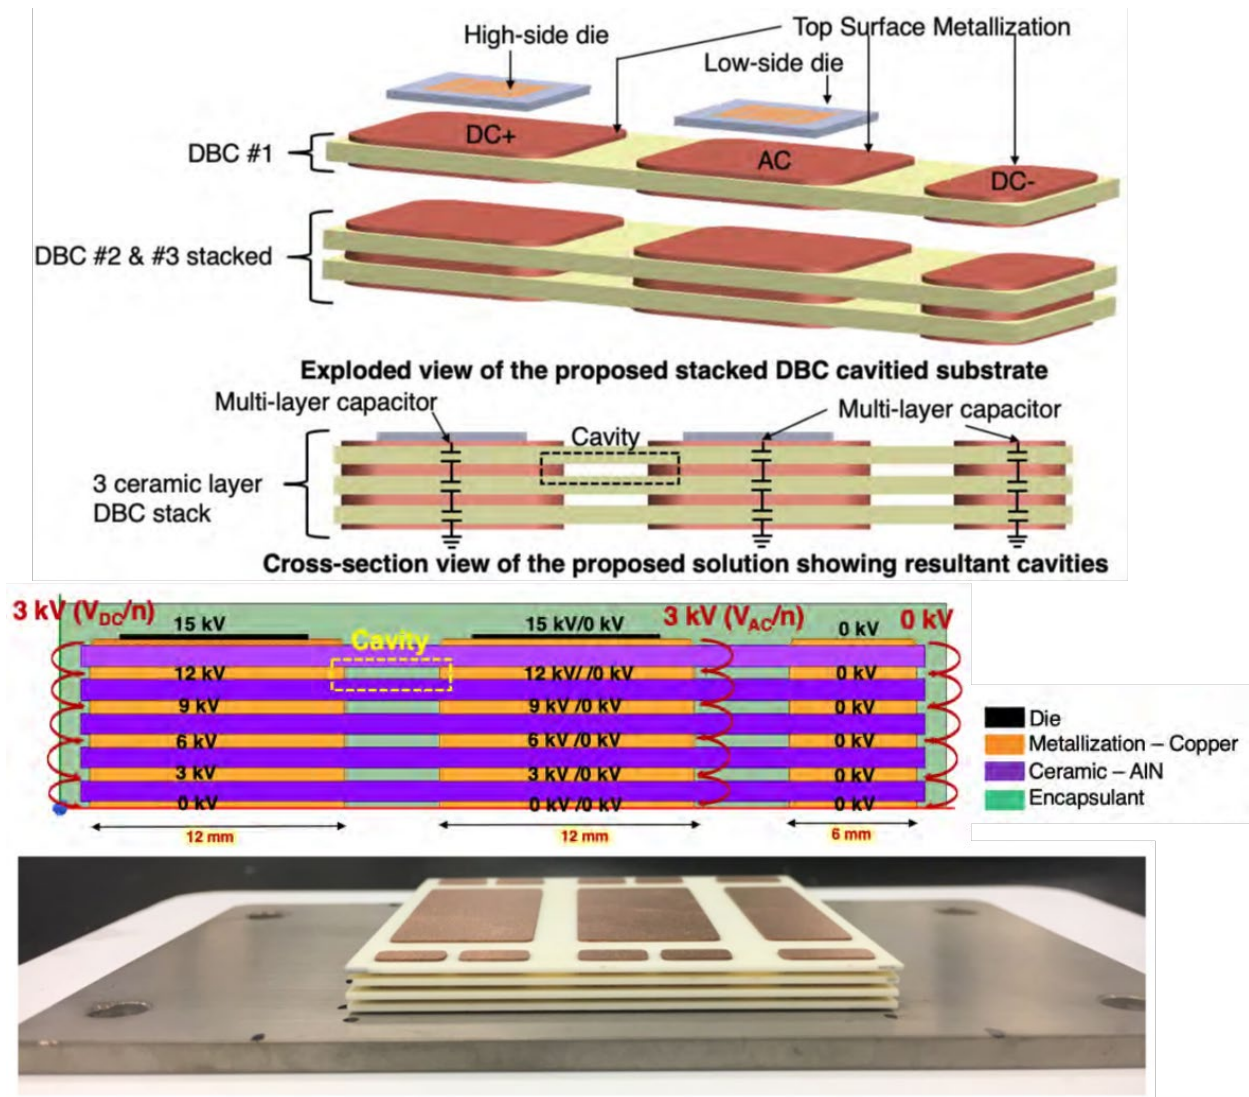 High-side die
Top Surface Metallization
Low-side die
DC+
DBC #1
AC
DC-
DBC #2 & #3 stacked
Exploded view of the proposed stacked DBC cavitied substrate
Multi-layer capacitor
Multi-layer capacitor
Cavity
3 ceramic layer
DBC stack
Cross-section view of the proposed solution showing resultant cavities
3 kV (VDC/n)
15 kV
15 kV/0 kV
3 kV (VAC/n)
0 kV
0 kV
Cavity
12 kV
12 kV/ /0 kV
0 kV
9 kV
9 kV /0 kV
0 kV
6 kV
6 kV /0 kV
0 kV
3 kV
3 kV /0 kV
0 kV
0 kV
0 kV /0 kV
0 kV
12 mm
12 mm
6 mm
Die
Metallization – Copper
Ceramic – AlN
Encapsulant